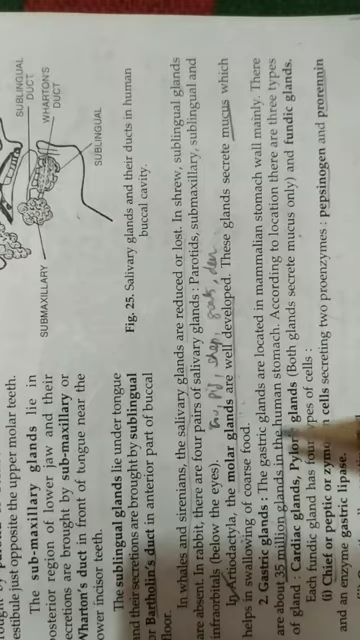 SUBLINGUAL
DUCT
WHARTON'S
DUCT
SUBLINGUAL
SUBMAXILLARY
Fig. 25. Salivary glands and their ducts in human
buccal cavity.
estibule just opposite the upper molar teeth.
The sub-maxillary glands lie in
posterior region of lower jaw and their
ecretions are brought by sub-maxillary or
Wharton's duct in front of tongue near the
ower incisor teeth.
The sublingual glands lie under tongue
and their secretions are brought by sublingual
or Bartholin's duct in anterior part of buccal
floor.
In whales and sirenians, the salivary glands are reduced or lost. In shrew, sublingual glands
are absent. In rabbit, there are four pairs of salivary glands : Parotids, submaxillary, sublingual and
infraorbitals (below the eyes).
In Artiodactyla, the molar glands are well developed. These glands secrete mucus which
helps in swallowing of coarse food.
2. Gastric glands : The gastric glands are located in mammalian stomach wall mainly. There
are about 35 million glands in the human stomach. According to location there are three types
of gland : Cardiac glands, Pyloric glands (Both glands secrete mucus only) and fundic glands.
Each fundic gland has four types of cells :
(i) Chief or peptic or zymo cells secreting two proenzymes : pepsinogen and prorennin
and an enzyme gastric lipase.